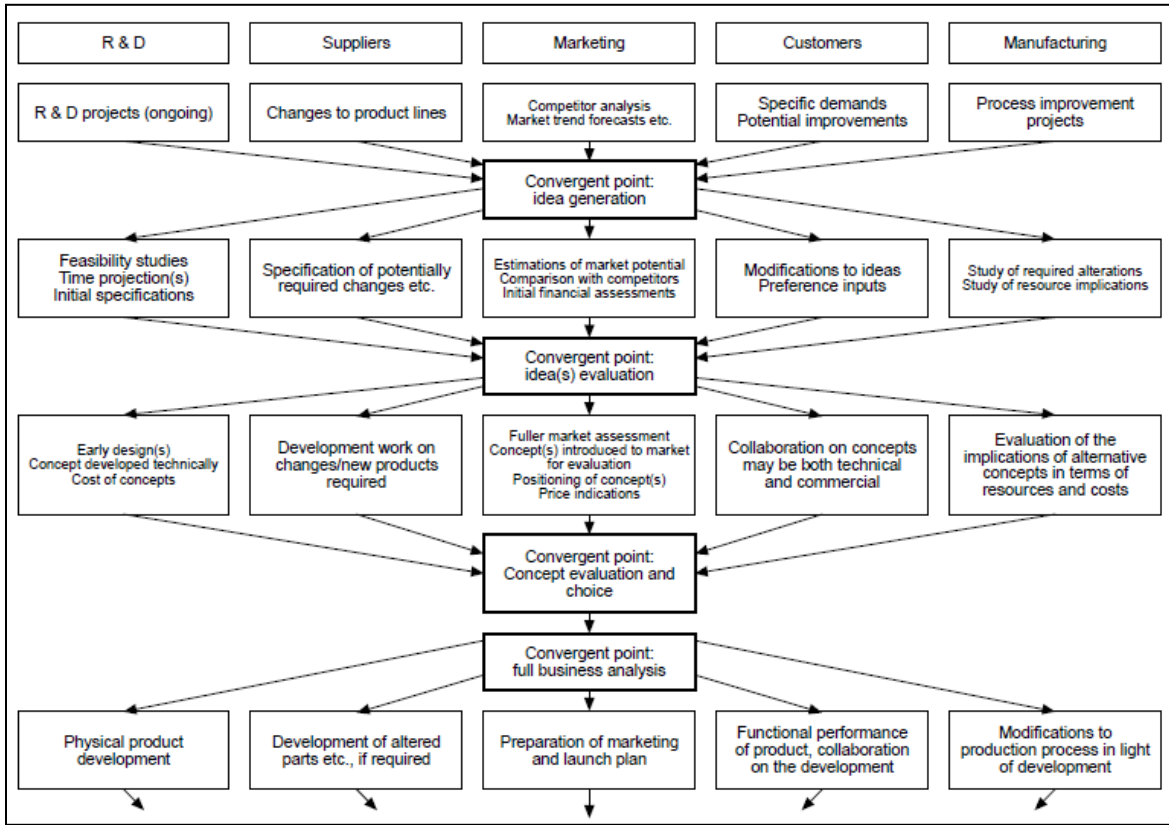 R & D
Suppliers
Marketing
Customers
Manufacturing
R & D projects (ongoing)
Changes to product lines
Competitor analysis
Market trend forecasts etc.
Specific demands
Potential improvements
Process improvement
projects
Convergent point:
idea generation
Feasibility studies
Time projection(s)
Initial specifications
Specification of potentially
required changes etc.
Estimations of market potential
Comparison with competitors
Initial financial assessments
Modifications to ideas
Preference inputs
Study of required alterations
Study of resource implications
Convergent point:
idea(s) evaluation
Early design(s)
Concept developed technically
Cost of concepts
Development work on
changes/new products
required
Fuller market assessment
Concept(s) introduced to market
for evaluation
Positioning of concept(s)
Price indications
Collaboration on concepts
may be both technical
and commercial
Evaluation of the
implications of alternative
concepts in terms of
resources and costs
Convergent point:
Concept evaluation and
choice
Convergent point:
full business analysis
Physical product
development
Development of altered
parts etc., if required
Preparation of marketing
and launch plan
Functional performance
of product, collaboration
on the development
Modifications to
production process in light
of development